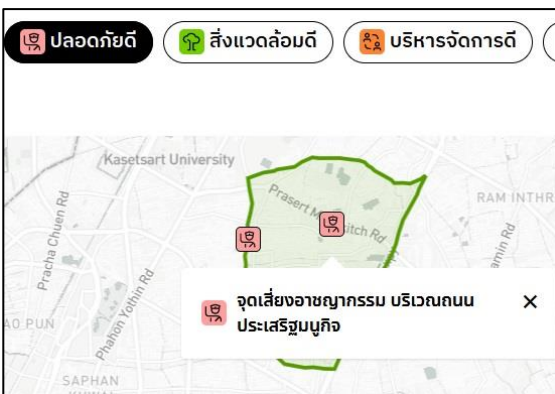 ปลอดภัยดี
สิ่งแวดล้อมดี
บริหารจัดการดี
Kasetsart University
Pracha Chuen Rd
Phahon Yothin Rd
RAM INTHR
จุดเสี่ยงอาชญากรรม บริเวณถนน
ประเสริฐมนูกิจ
AO PUN
SAPHAN